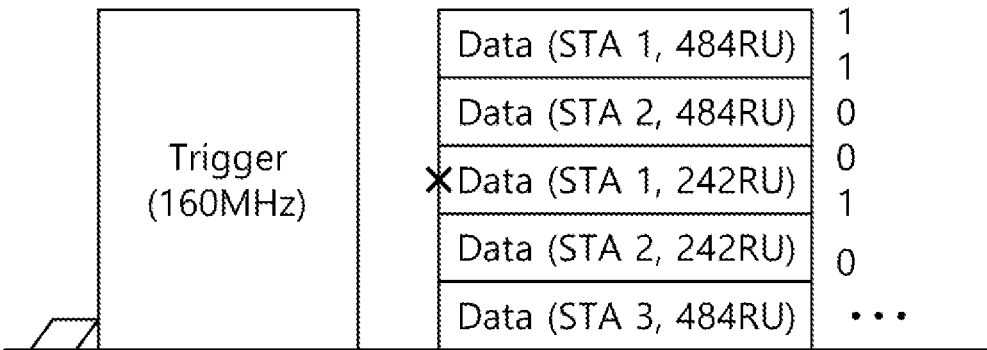 Trigger
(160MHz)
Data (STA 1, 484RU)
Data (STA 2, 484RU)
Data (STA 1, 242RU)
Data (STA 2, 242RU)
Data (STA 3, 484RU)
1
1
0
0
1
0
...